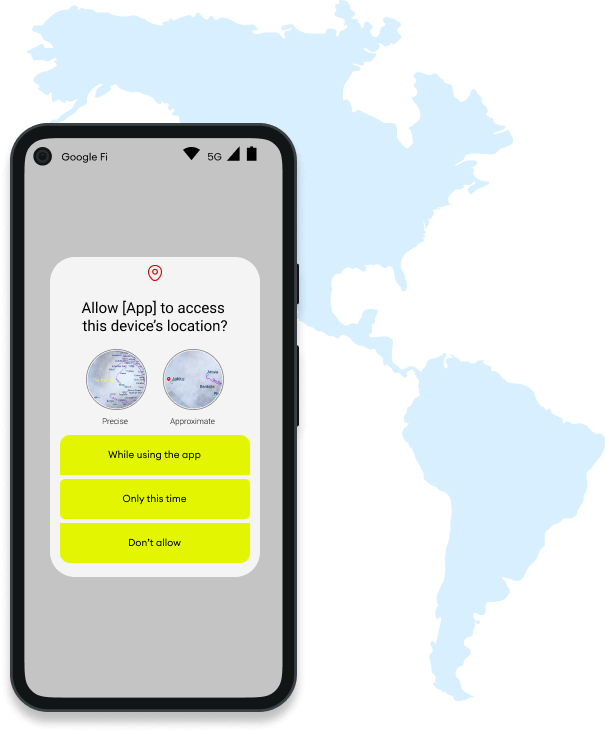 Google Fi
5G
Allow [App] to access
this device's location?
Precise
Approximate
While using the app
Only this time
Don't allow